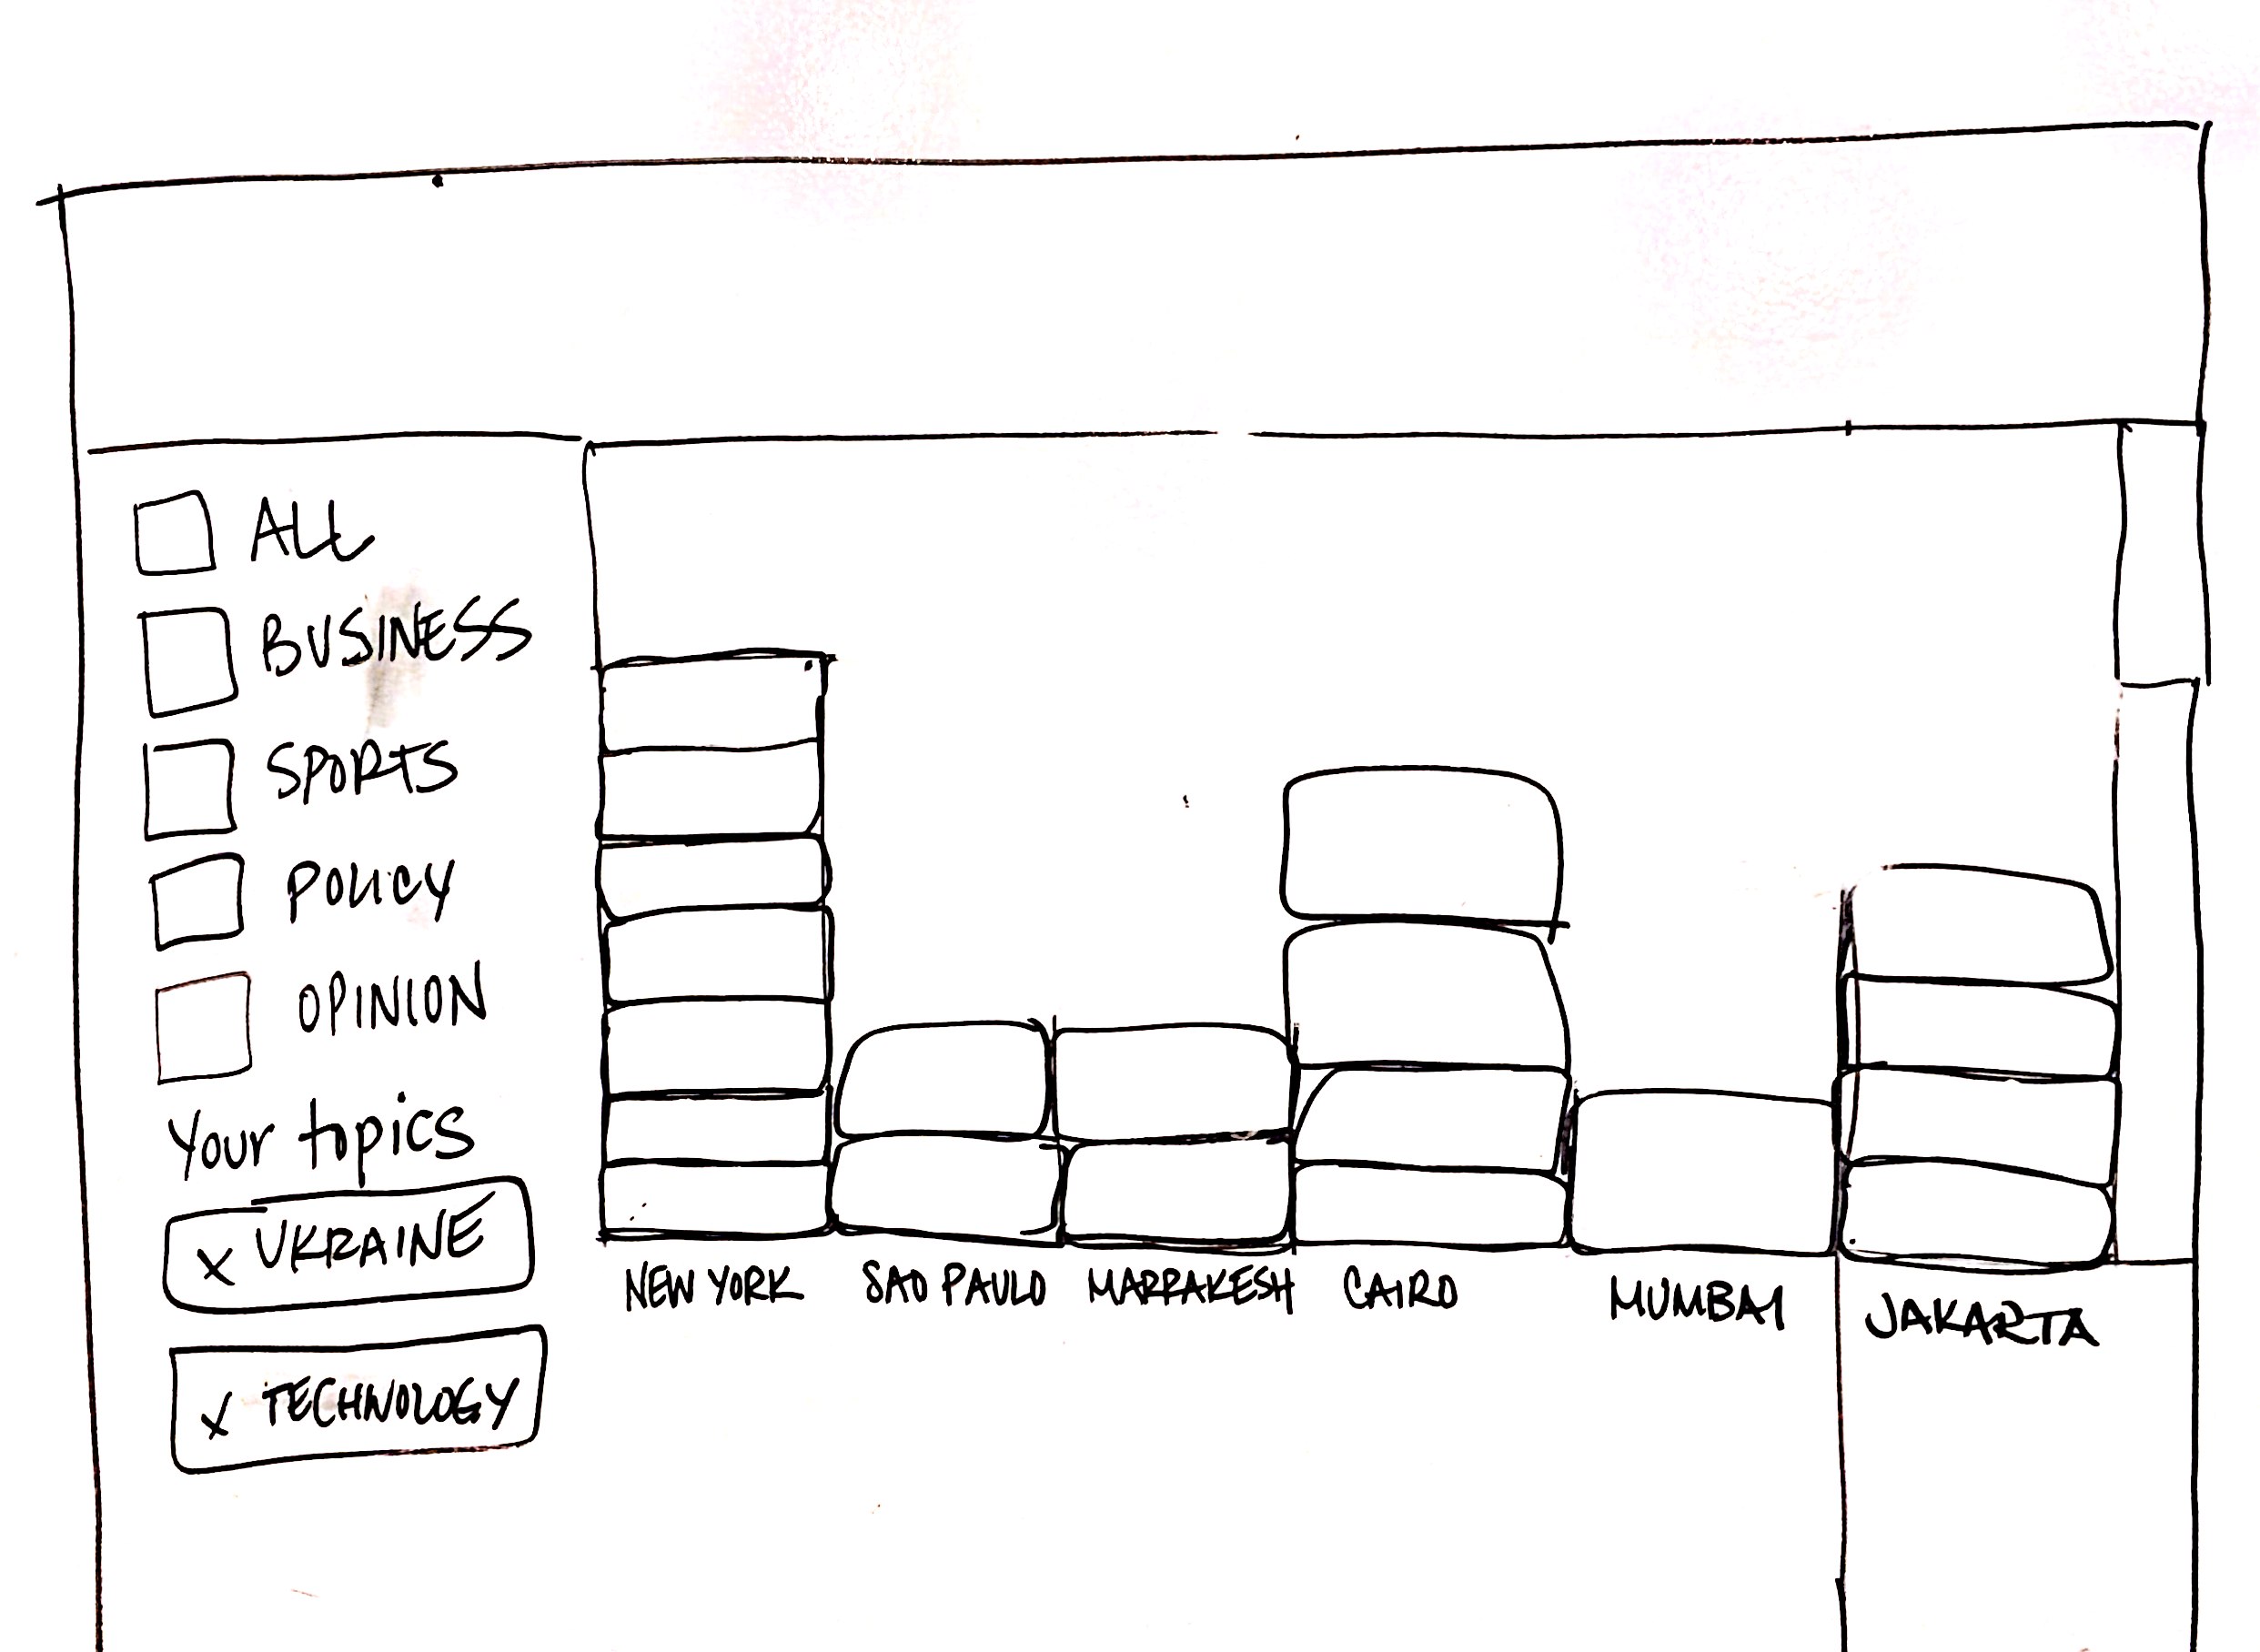 ALL
BUSINESS
SPORTS
POLICY
OPINION
Your topics
x UKRAINE
x TECHNOLOGY
NEW YORK
SAO PAULO
MARRAKESH
CAIRO
MUMBAI
JAKARTA